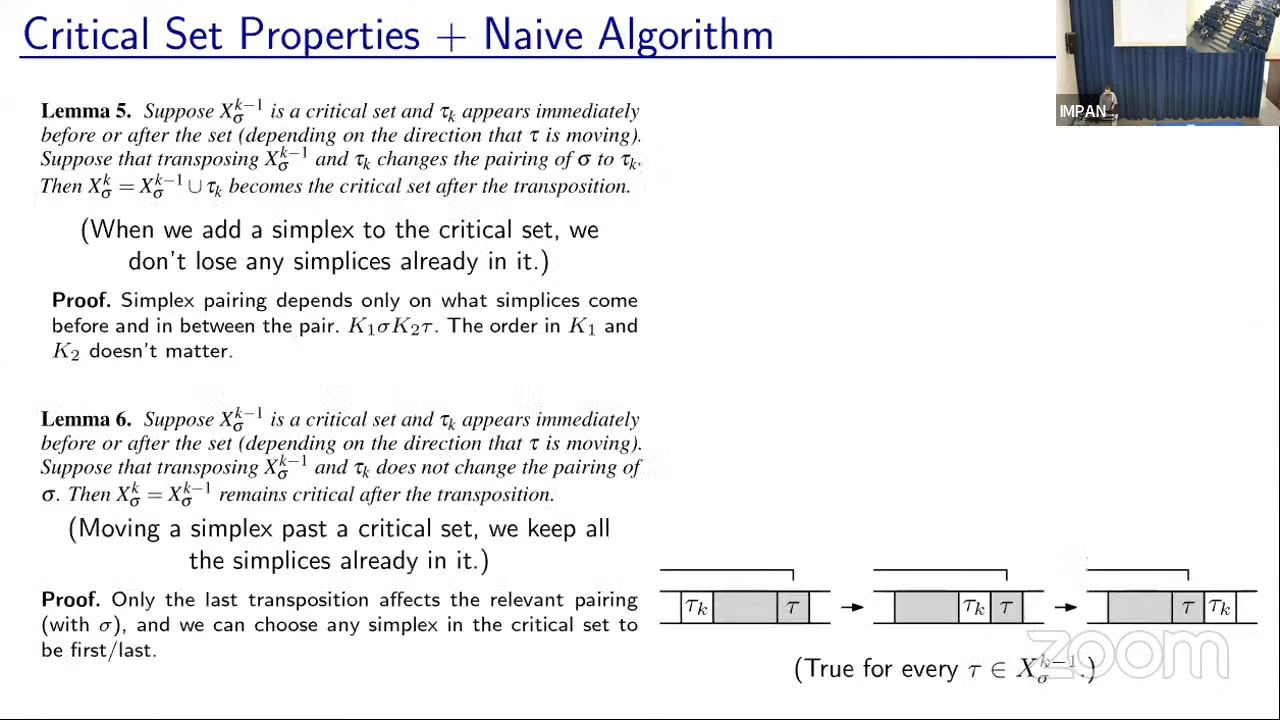 Critical Set Properties + Naive Algorithm
IMPAN
Lemma 5. Suppose X_σ^{k−1} is a critical set and τ_k appears immediately
before or after the set (depending on the direction that τ is moving).
Suppose that transposing X_σ^{k−1} and τ_k changes the pairing of σ to τ_k.
Then X_σ^k = X_σ^{k−1} ∪ τ_k becomes the critical set after the transposition.
(When we add a simplex to the critical set, we
don't lose any simplices already in it.)
Proof. Simplex pairing depends only on what simplices come
before and in between the pair. K_1σK_2τ. The order in K_1 and
K_2 doesn't matter.
Lemma 6. Suppose X_σ^{k−1} is a critical set and τ_k appears immediately
before or after the set (depending on the direction that τ is moving).
Suppose that transposing X_σ^{k−1} and τ_k does not change the pairing of
σ. Then X_σ^k = X_σ^{k−1} remains critical after the transposition.
(Moving a simplex past a critical set, we keep all
the simplices already in it.)
Proof. Only the last transposition affects the relevant pairing
(with σ), and we can choose any simplex in the critical set to
be first/last.
τ_k τ → τ_k τ → τ τ_k
(True for every τ ∈ X_σ^{k−1}.)
zoom